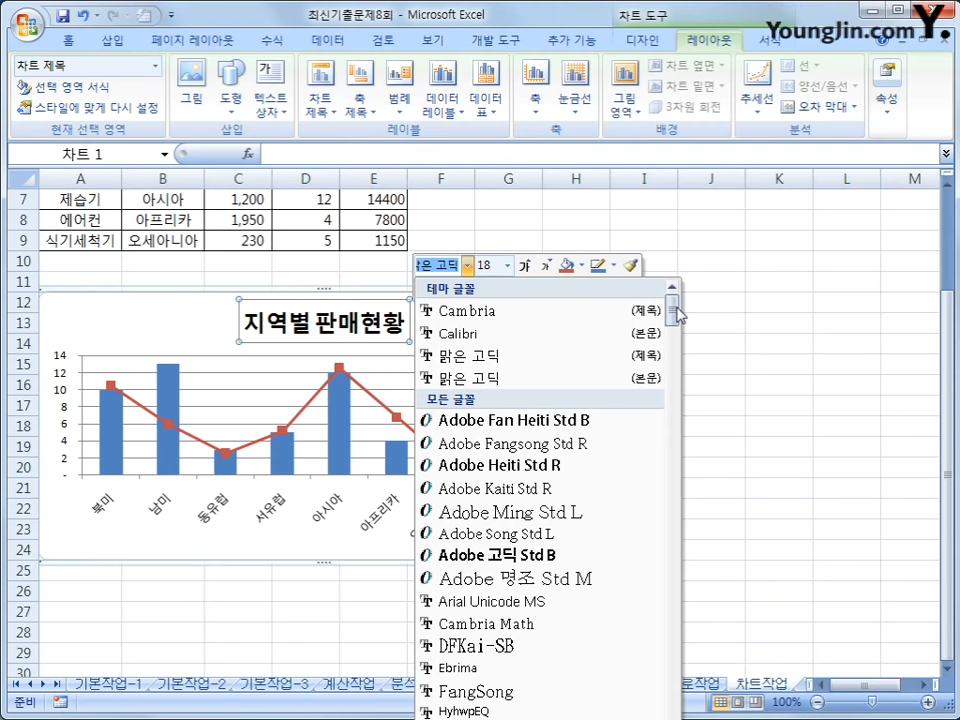 최신기출문제8회 - Microsoft Excel
차트 도구
YoungJin.com Y.
홈 삽입 페이지 레이아웃 수식 데이터 검토 보기 개발 도구 추가 기능 디자인 레이아웃 서식
차트 제목
선택 영역 서식
스타일에 맞게 다시 설정
현재 선택 영역
그림 도형 텍스트 상자
삽입
차트 제목 축 제목 범례 데이터 레이블 데이터 표
레이블
축 눈금선
축
그림 영역
차트 옆면
차트 밑면
3차원 회전
배경
추세선
선
양선/음선
오차 막대
분석
속성
차트 1 fx
A B C D E F G H I J K L M
7 제습기 아시아 1,200 12 14400
8 에어컨 아프리카 1,950 4 7800
9 식기세척기 오세아니아 230 5 1150
10
11
12
13
14
15
16
17
18
19
20
21
22
23
24
25
26
27
28
29
30
지역별 판매현황
14
12
10
8
6
4
2
-
북미 남미 동유럽 서유럽 아시아 아프리카
맑은 고딕 18 가 가
테마 글꼴
Cambria (제목)
Calibri (본문)
맑은 고딕 (제목)
맑은 고딕 (본문)
모든 글꼴
Adobe Fan Heiti Std B
Adobe Fangsong Std R
Adobe Heiti Std R
Adobe Kaiti Std R
Adobe Ming Std L
Adobe Song Std L
Adobe 고딕 Std B
Adobe 명조 Std M
Arial Unicode MS
Cambria Math
DFKai-SB
Ebrima
FangSong
HyhwpEQ
기본작업-1 기본작업-2 기본작업-3 계산작업 분석 로작업 차트작업
준비 100%